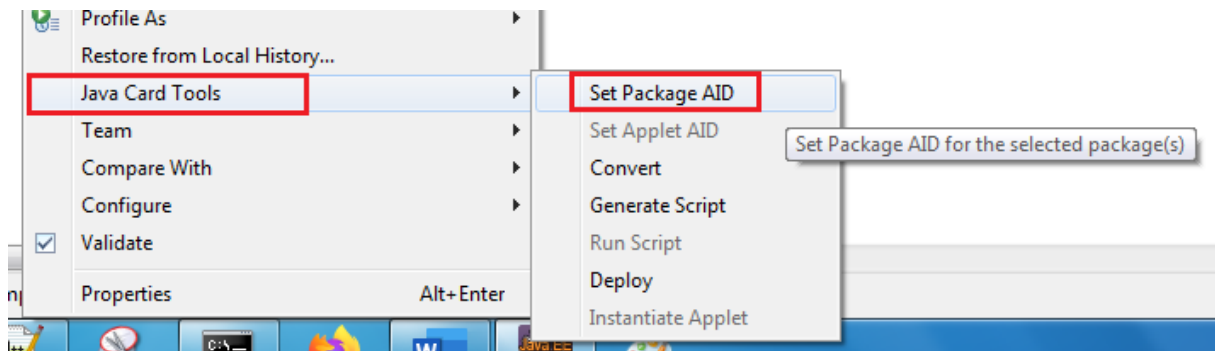 Profile As
Restore from Local History...
Java Card Tools
Set Package AID
Team
Set Applet AID
Set Package AID for the selected package(s)
Compare With
Convert
Configure
Generate Script
Validate
Run Script
Deploy
Properties Alt+Enter
Instantiate Applet
C:\
W
Java EE